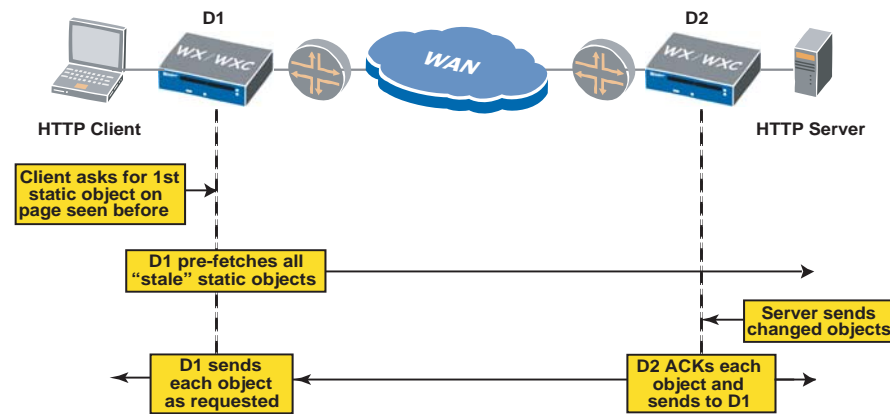 D1
D2
WX/WXC
WAN
WX/WXC
HTTP Client
HTTP Server
Client asks for 1st
static object on
page seen before
D1 pre-fetches all
“stale” static objects
Server sends
changed objects
D1 sends
each object
as requested
D2 ACKs each
object and
sends to D1